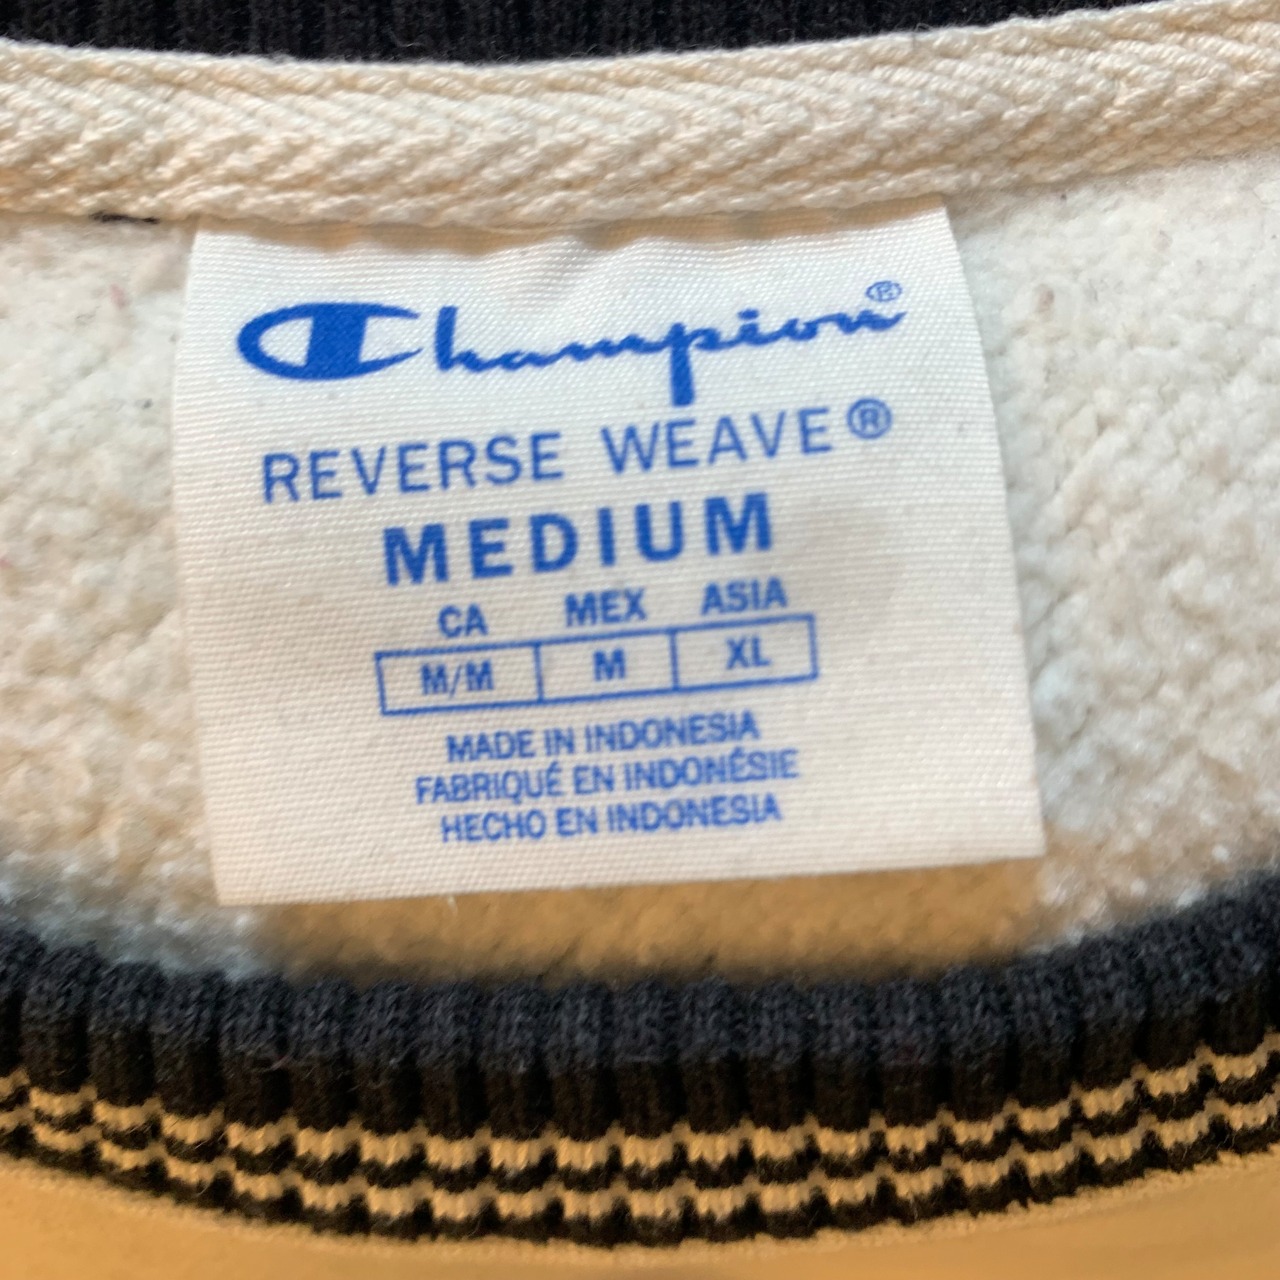 Champion®
REVERSE WEAVE®
MEDIUM
CA MEX ASIA
M/M M XL
MADE IN INDONESIA
FABRIQUÉ EN INDONÉSIE
HECHO EN INDONESIA